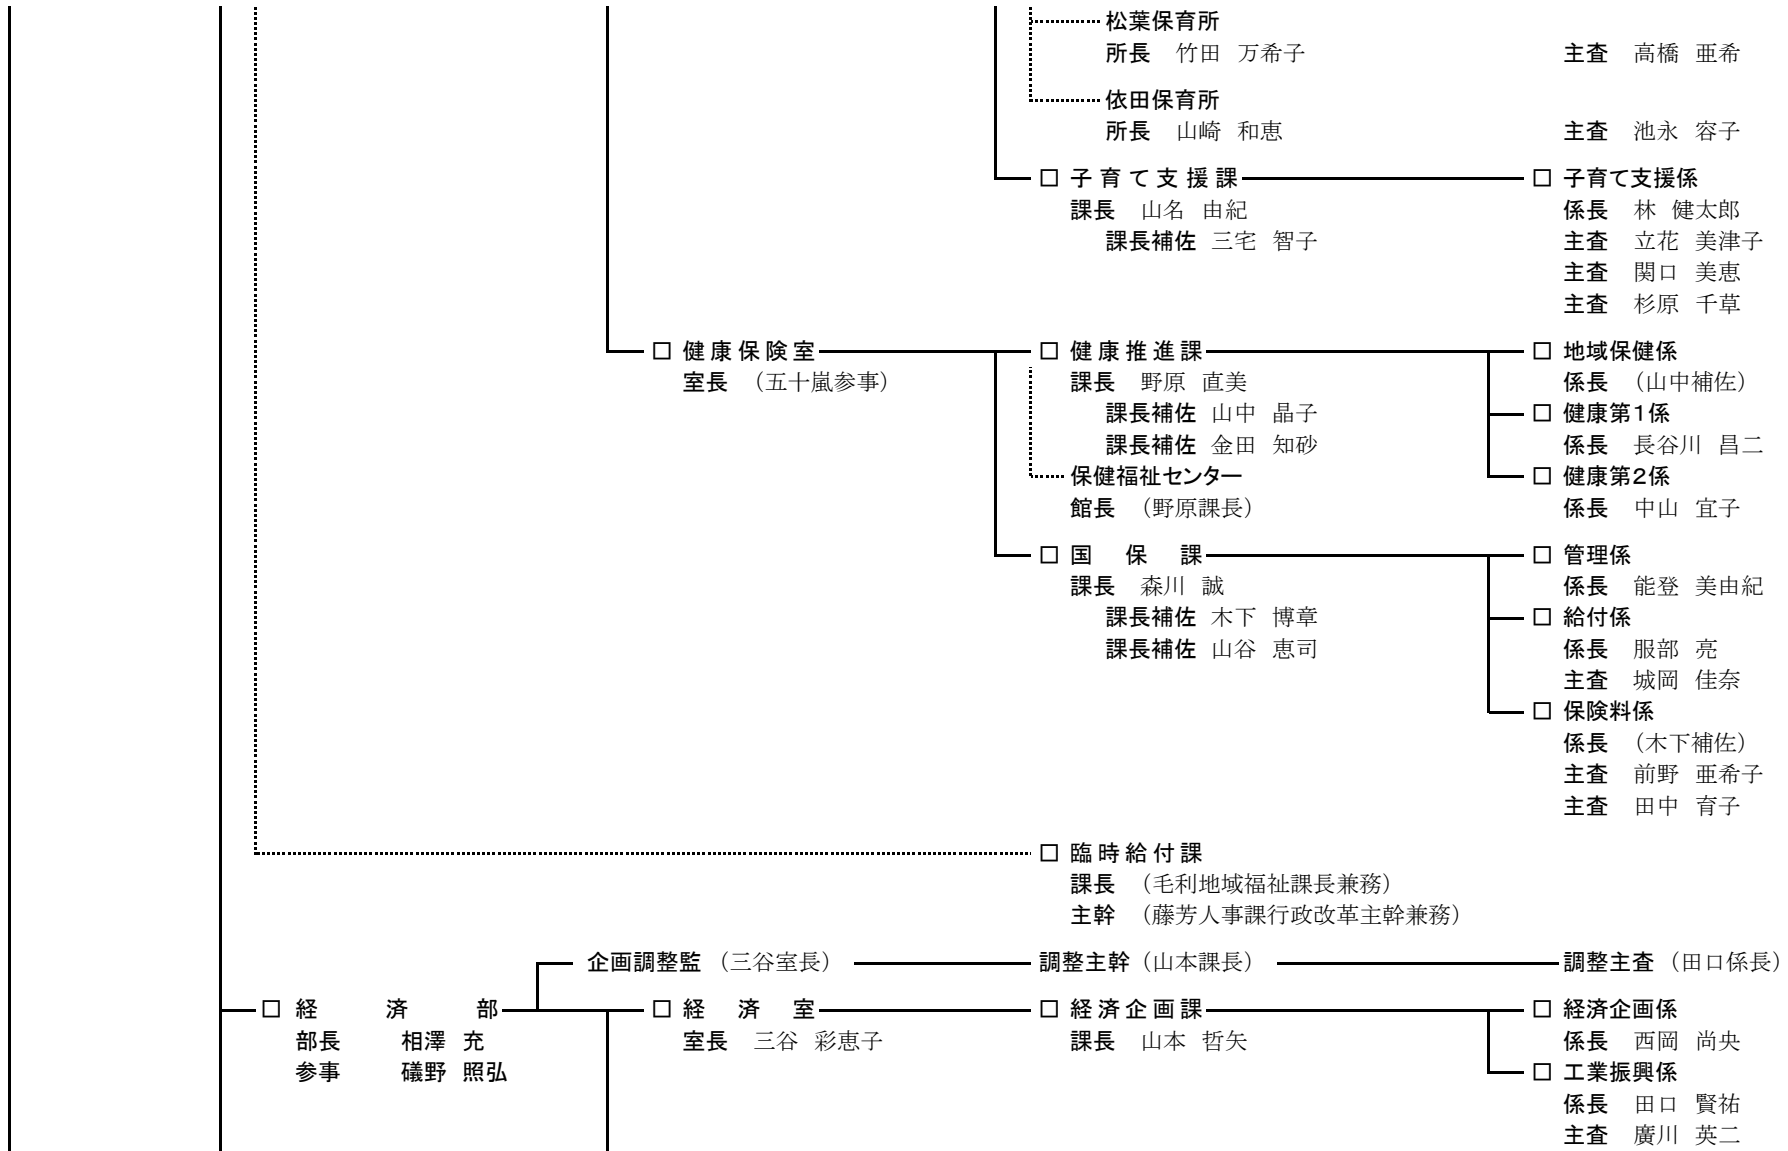 松葉保育所
所長 竹田 万希子 主査 高橋 亜希
依田保育所
所長 山崎 和恵 主査 池永 容子
□ 子育て支援課 □ 子育て支援係
課長 山名 由紀 係長 林 健太郎
課長補佐 三宅 智子 主査 立花 美津子
主査 関口 美恵
主査 杉原 千草
□ 健康保険室 □ 健康推進課 □ 地域保健係
室長 （五十嵐参事） 課長 野原 直美 係長 （山中補佐）
課長補佐 山中 晶子 □ 健康第1係
課長補佐 金田 知砂 係長 長谷川 昌二
保健福祉センター □ 健康第2係
館長 （野原課長） 係長 中山 宜子
□ 国保課 □ 管理係
課長 森川 誠 係長 能登 美由紀
課長補佐 木下 博章 □ 給付係
課長補佐 山谷 恵司 係長 服部 亮
主査 城岡 佳奈
□ 保険料係
係長 （木下補佐）
主査 前野 亜希子
主査 田中 育子
□ 臨時給付課
課長 （毛利地域福祉課長兼務）
主幹 （藤芳人事課行政改革主幹兼務）
企画調整監 （三谷室長） 調整主幹 （山本課長） 調整主査 （田口係長）
□ 経済部 □ 経済室 □ 経済企画課 □ 経済企画係
部長 相澤 充 室長 三谷 彩恵子 課長 山本 哲矢 係長 西岡 尚央
参事 礒野 照弘 □ 工業振興係
係長 田口 賢祐
主査 廣川 英二